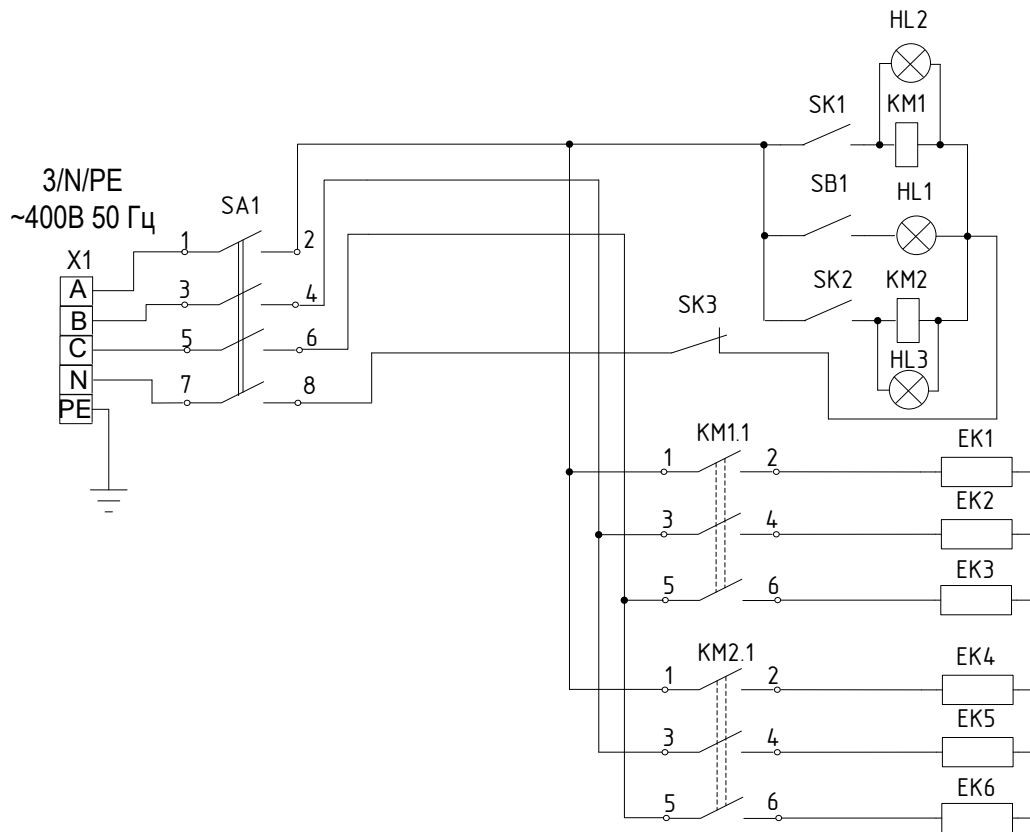 HL2
SK1 KM1
3/N/PE
~400В 50 Гц
SA1
SB1 HL1
X1
1 2
A
3 4
B
SK2 KM2
SK3
5 6
C
HL3
N
7 8
PE
KM1.1
1 2
EK1
3 4
EK2
5 6
EK3
KM2.1
1 2
EK4
3 4
EK5
5 6
EK6